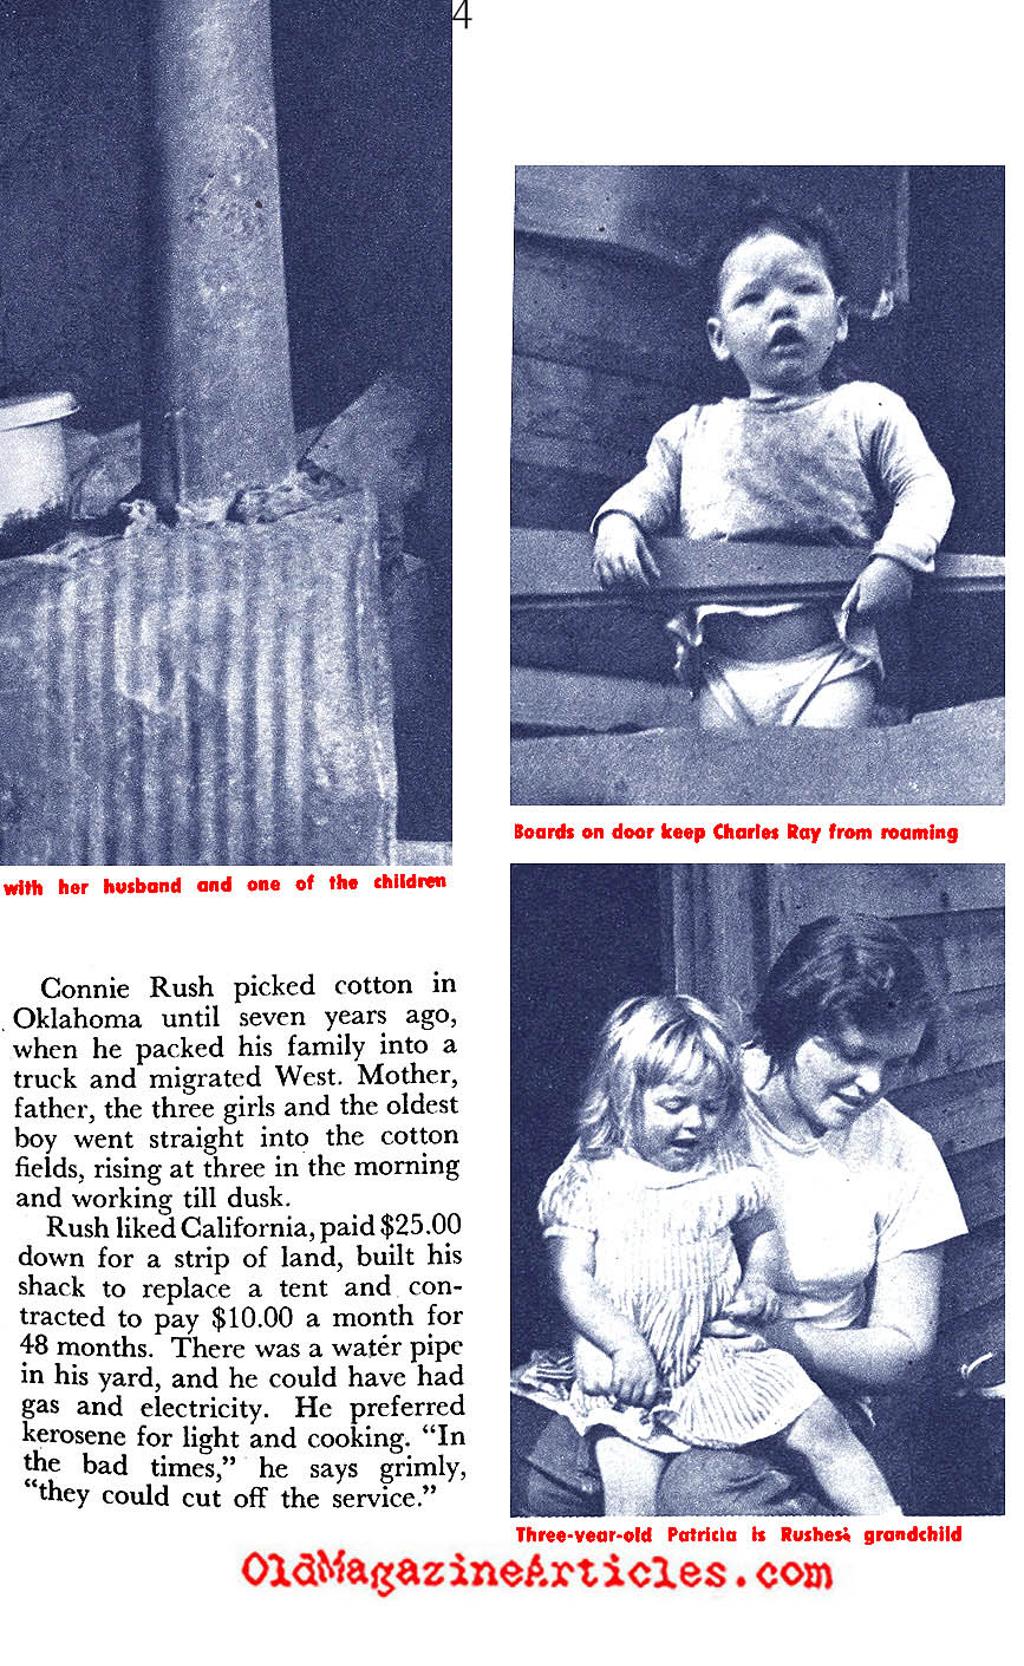 4
Boards on door keep Charles Ray from roaming
with her husband and one of the children
Connie Rush picked cotton in
Oklahoma until seven years ago,
when he packed his family into a
truck and migrated West. Mother,
father, the three girls and the oldest
boy went straight into the cotton
fields, rising at three in the morning
and working till dusk.
Rush liked California, paid $25.00
down for a strip of land, built his
shack to replace a tent and con-
tracted to pay $10.00 a month for
48 months. There was a water pipe
in his yard, and he could have had
gas and electricity. He preferred
kerosene for light and cooking. “In
the bad times,” he says grimly,
“they could cut off the service.”
Three-year-old Patricia is Rushes' grandchild
OldMagazineArticles.com